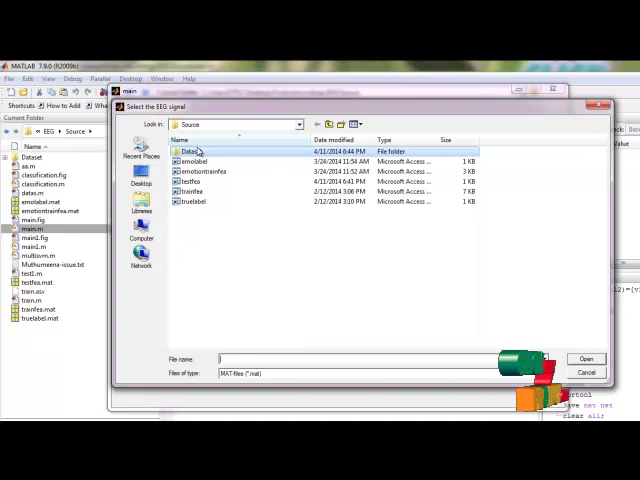 MATLAB 7.9.0 (R2009b)
File Edit View Debug Parallel Desktop Window Help
Shortcuts How to Add
main
Current Folder
Select the EEG signal
Look in: Source
EEG Source
Name Date modified Type Size
Name
Dataset
aa.m
classification.fig
classification.m
datas.m
emolabel.mat
emotiontrainfea.mat
main.fig
main.m
main1.fig
main1.m
multisvm.m
Muthumeena-issue.txt
test1.m
testfea.mat
train.asv
train.m
trainfea.mat
truelabel.mat
Recent Places
Desktop
Libraries
Computer
Network
Datas 4/11/2014 6:44 PM File folder
emolabel 3/24/2014 11:54 AM Microsoft Access ... 1 KB
emotiontrainfea 3/24/2014 11:52 AM Microsoft Access ... 3 KB
testfea 4/11/2014 6:41 PM Microsoft Access ... 1 KB
trainfea 2/12/2014 3:06 PM Microsoft Access ... 7 KB
truelabel 2/12/2014 3:10 PM Microsoft Access ... 1 KB
File name: Open
Files of type: MAT-files (*.mat) Cancel
Value
net net
clear all;